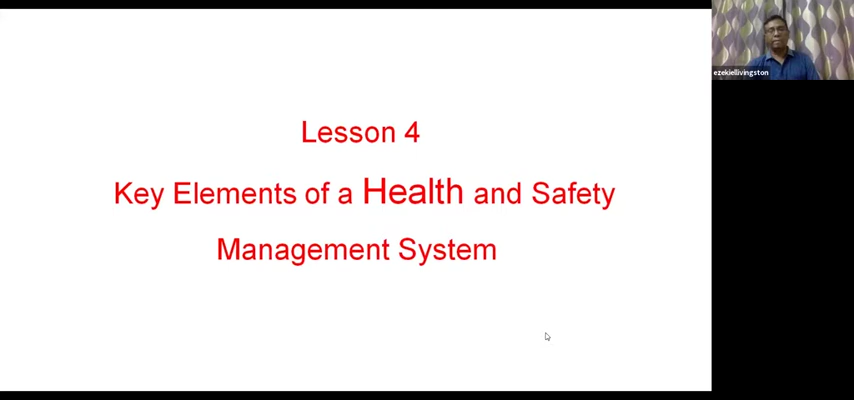 Lesson 4
Key Elements of a Health and Safety
Management System
ezekiellivingston